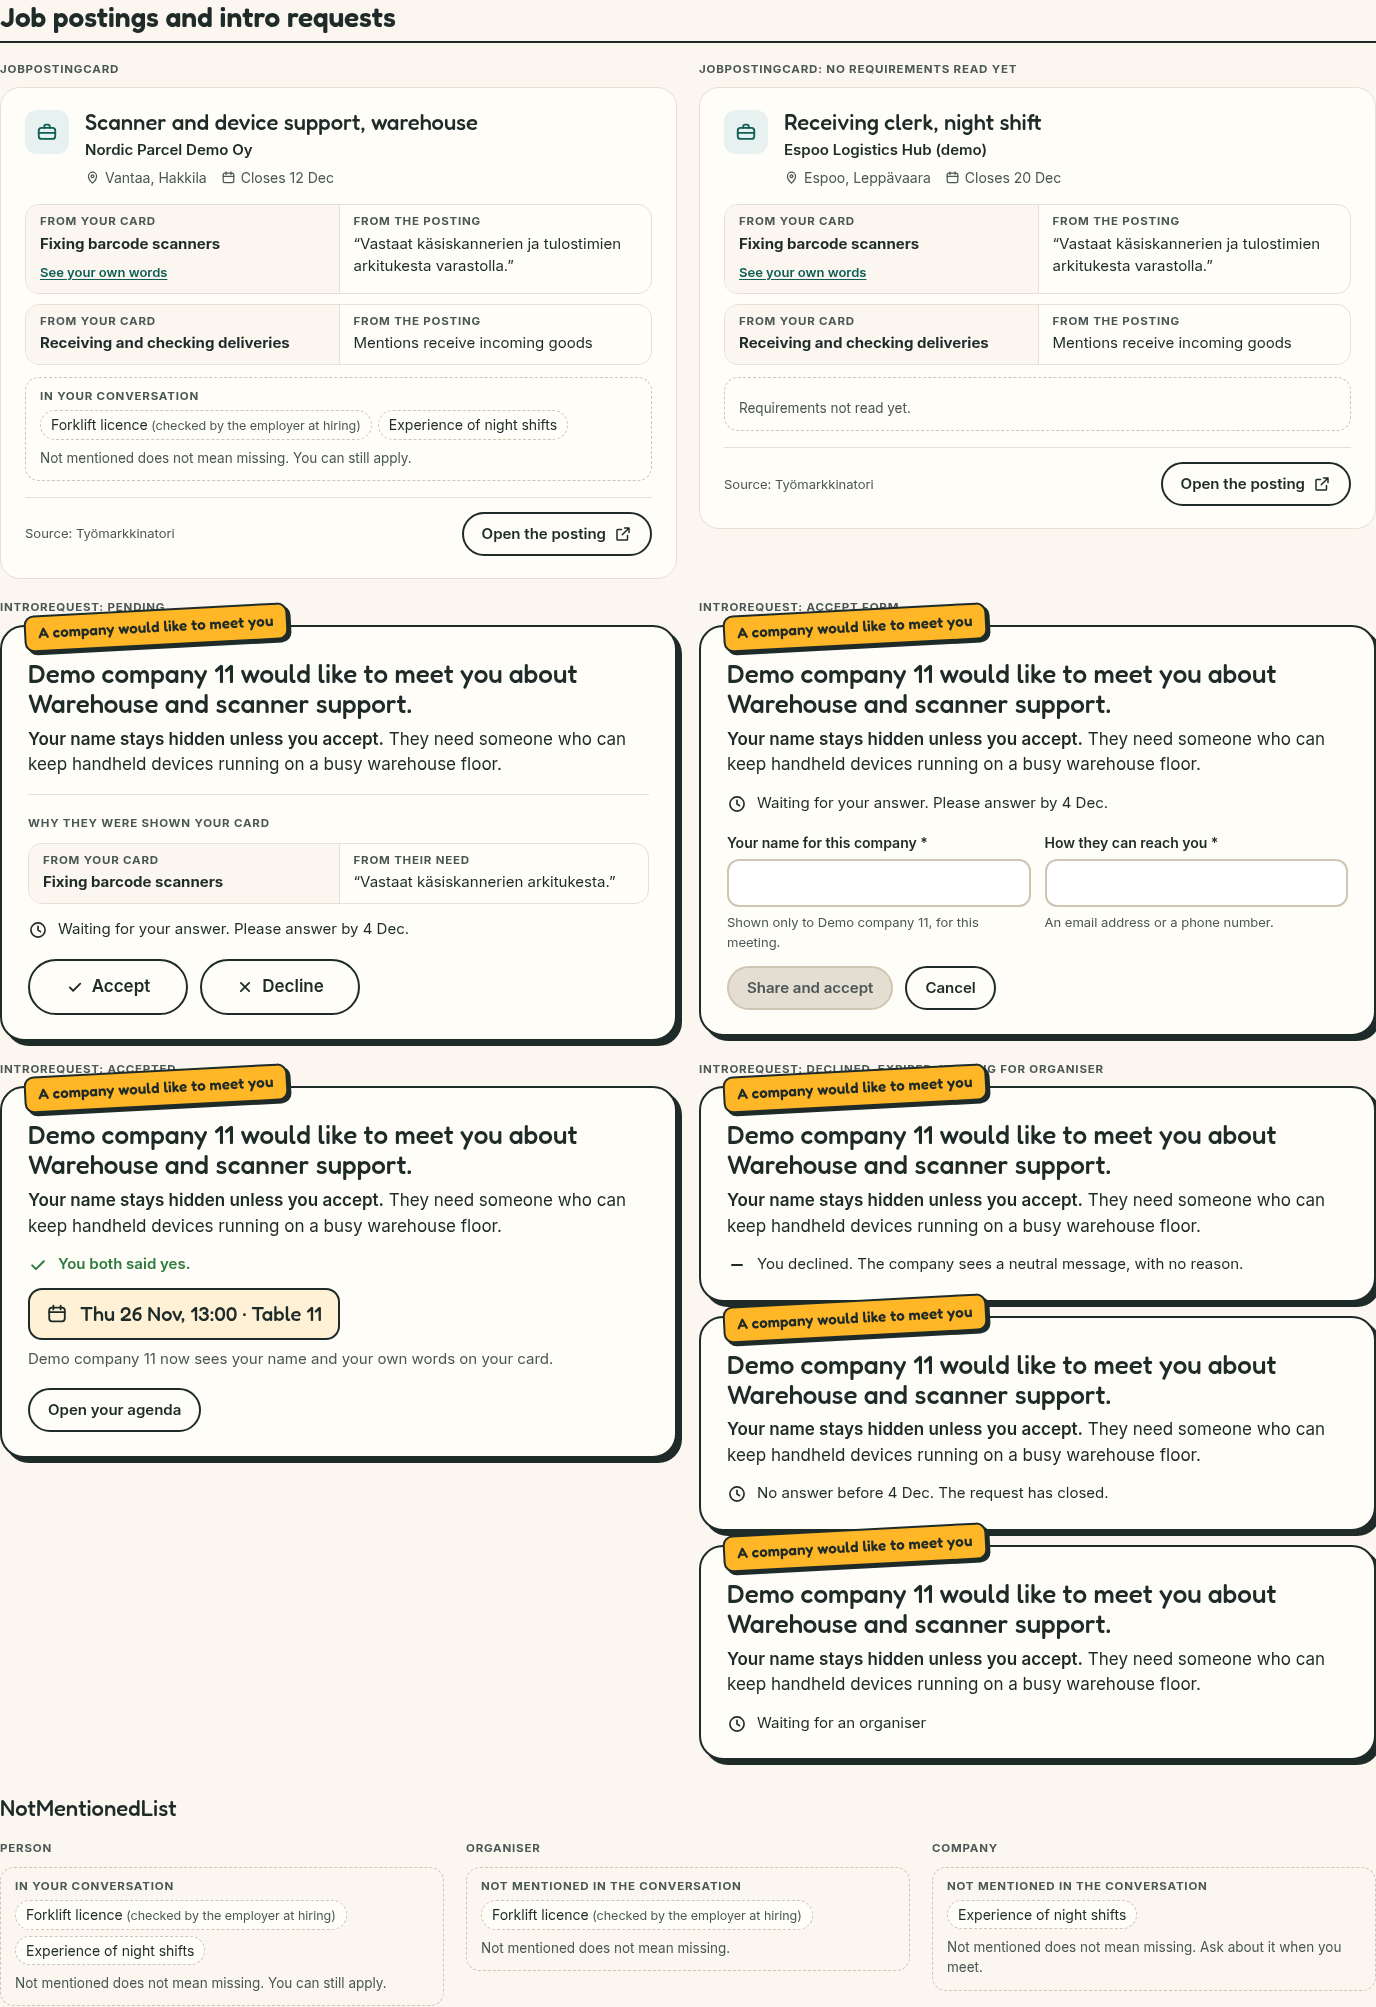 Job postings and intro requests
JOBPOSTINGCARD
Scanner and device support, warehouse
Nordic Parcel Demo Oy
Vantaa, Hakkila Closes 12 Dec
FROM YOUR CARD
Fixing barcode scanners
See your own words
FROM THE POSTING
“Vastaat käsiskannerien ja tulostimien
arkitukesta varastolla.”
FROM YOUR CARD
Receiving and checking deliveries
FROM THE POSTING
Mentions receive incoming goods
IN YOUR CONVERSATION
Forklift licence (checked by the employer at hiring) Experience of night shifts
Not mentioned does not mean missing. You can still apply.
Source: Työmarkkinatori
Open the posting
JOBPOSTINGCARD: NO REQUIREMENTS READ YET
Receiving clerk, night shift
Espoo Logistics Hub (demo)
Espoo, Leppävaara Closes 20 Dec
FROM YOUR CARD
Fixing barcode scanners
See your own words
FROM THE POSTING
“Vastaat käsiskannerien ja tulostimien
arkitukesta varastolla.”
FROM YOUR CARD
Receiving and checking deliveries
FROM THE POSTING
Mentions receive incoming goods
Requirements not read yet.
Source: Työmarkkinatori
Open the posting
INTROREQUEST: PENDING
A company would like to meet you
Demo company 11 would like to meet you about
Warehouse and scanner support.
Your name stays hidden unless you accept. They need someone who can
keep handheld devices running on a busy warehouse floor.
WHY THEY WERE SHOWN YOUR CARD
FROM YOUR CARD
Fixing barcode scanners
FROM THEIR NEED
“Vastaat käsiskannerien arkitukesta.”
Waiting for your answer. Please answer by 4 Dec.
Accept
Decline
INTROREQUEST: ACCEPT FORM
A company would like to meet you
Demo company 11 would like to meet you about
Warehouse and scanner support.
Your name stays hidden unless you accept. They need someone who can
keep handheld devices running on a busy warehouse floor.
Waiting for your answer. Please answer by 4 Dec.
Your name for this company *
Shown only to Demo company 11, for this
meeting.
How they can reach you *
An email address or a phone number.
Share and accept
Cancel
INTROREQUEST: ACCEPTED
A company would like to meet you
Demo company 11 would like to meet you about
Warehouse and scanner support.
Your name stays hidden unless you accept. They need someone who can
keep handheld devices running on a busy warehouse floor.
You both said yes.
Thu 26 Nov, 13:00 · Table 11
Demo company 11 now sees your name and your own words on your card.
Open your agenda
INTROREQUEST: DECLINED, EXPIRED, FOR ORGANISER
A company would like to meet you
Demo company 11 would like to meet you about
Warehouse and scanner support.
Your name stays hidden unless you accept. They need someone who can
keep handheld devices running on a busy warehouse floor.
You declined. The company sees a neutral message, with no reason.
A company would like to meet you
Demo company 11 would like to meet you about
Warehouse and scanner support.
Your name stays hidden unless you accept. They need someone who can
keep handheld devices running on a busy warehouse floor.
No answer before 4 Dec. The request has closed.
A company would like to meet you
Demo company 11 would like to meet you about
Warehouse and scanner support.
Your name stays hidden unless you accept. They need someone who can
keep handheld devices running on a busy warehouse floor.
Waiting for an organiser
NotMentionedList
PERSON
IN YOUR CONVERSATION
Forklift licence (checked by the employer at hiring)
Experience of night shifts
Not mentioned does not mean missing. You can still apply.
ORGANISER
NOT MENTIONED IN THE CONVERSATION
Forklift licence (checked by the employer at hiring)
Not mentioned does not mean missing.
COMPANY
NOT MENTIONED IN THE CONVERSATION
Experience of night shifts
Not mentioned does not mean missing. Ask about it when you
meet.